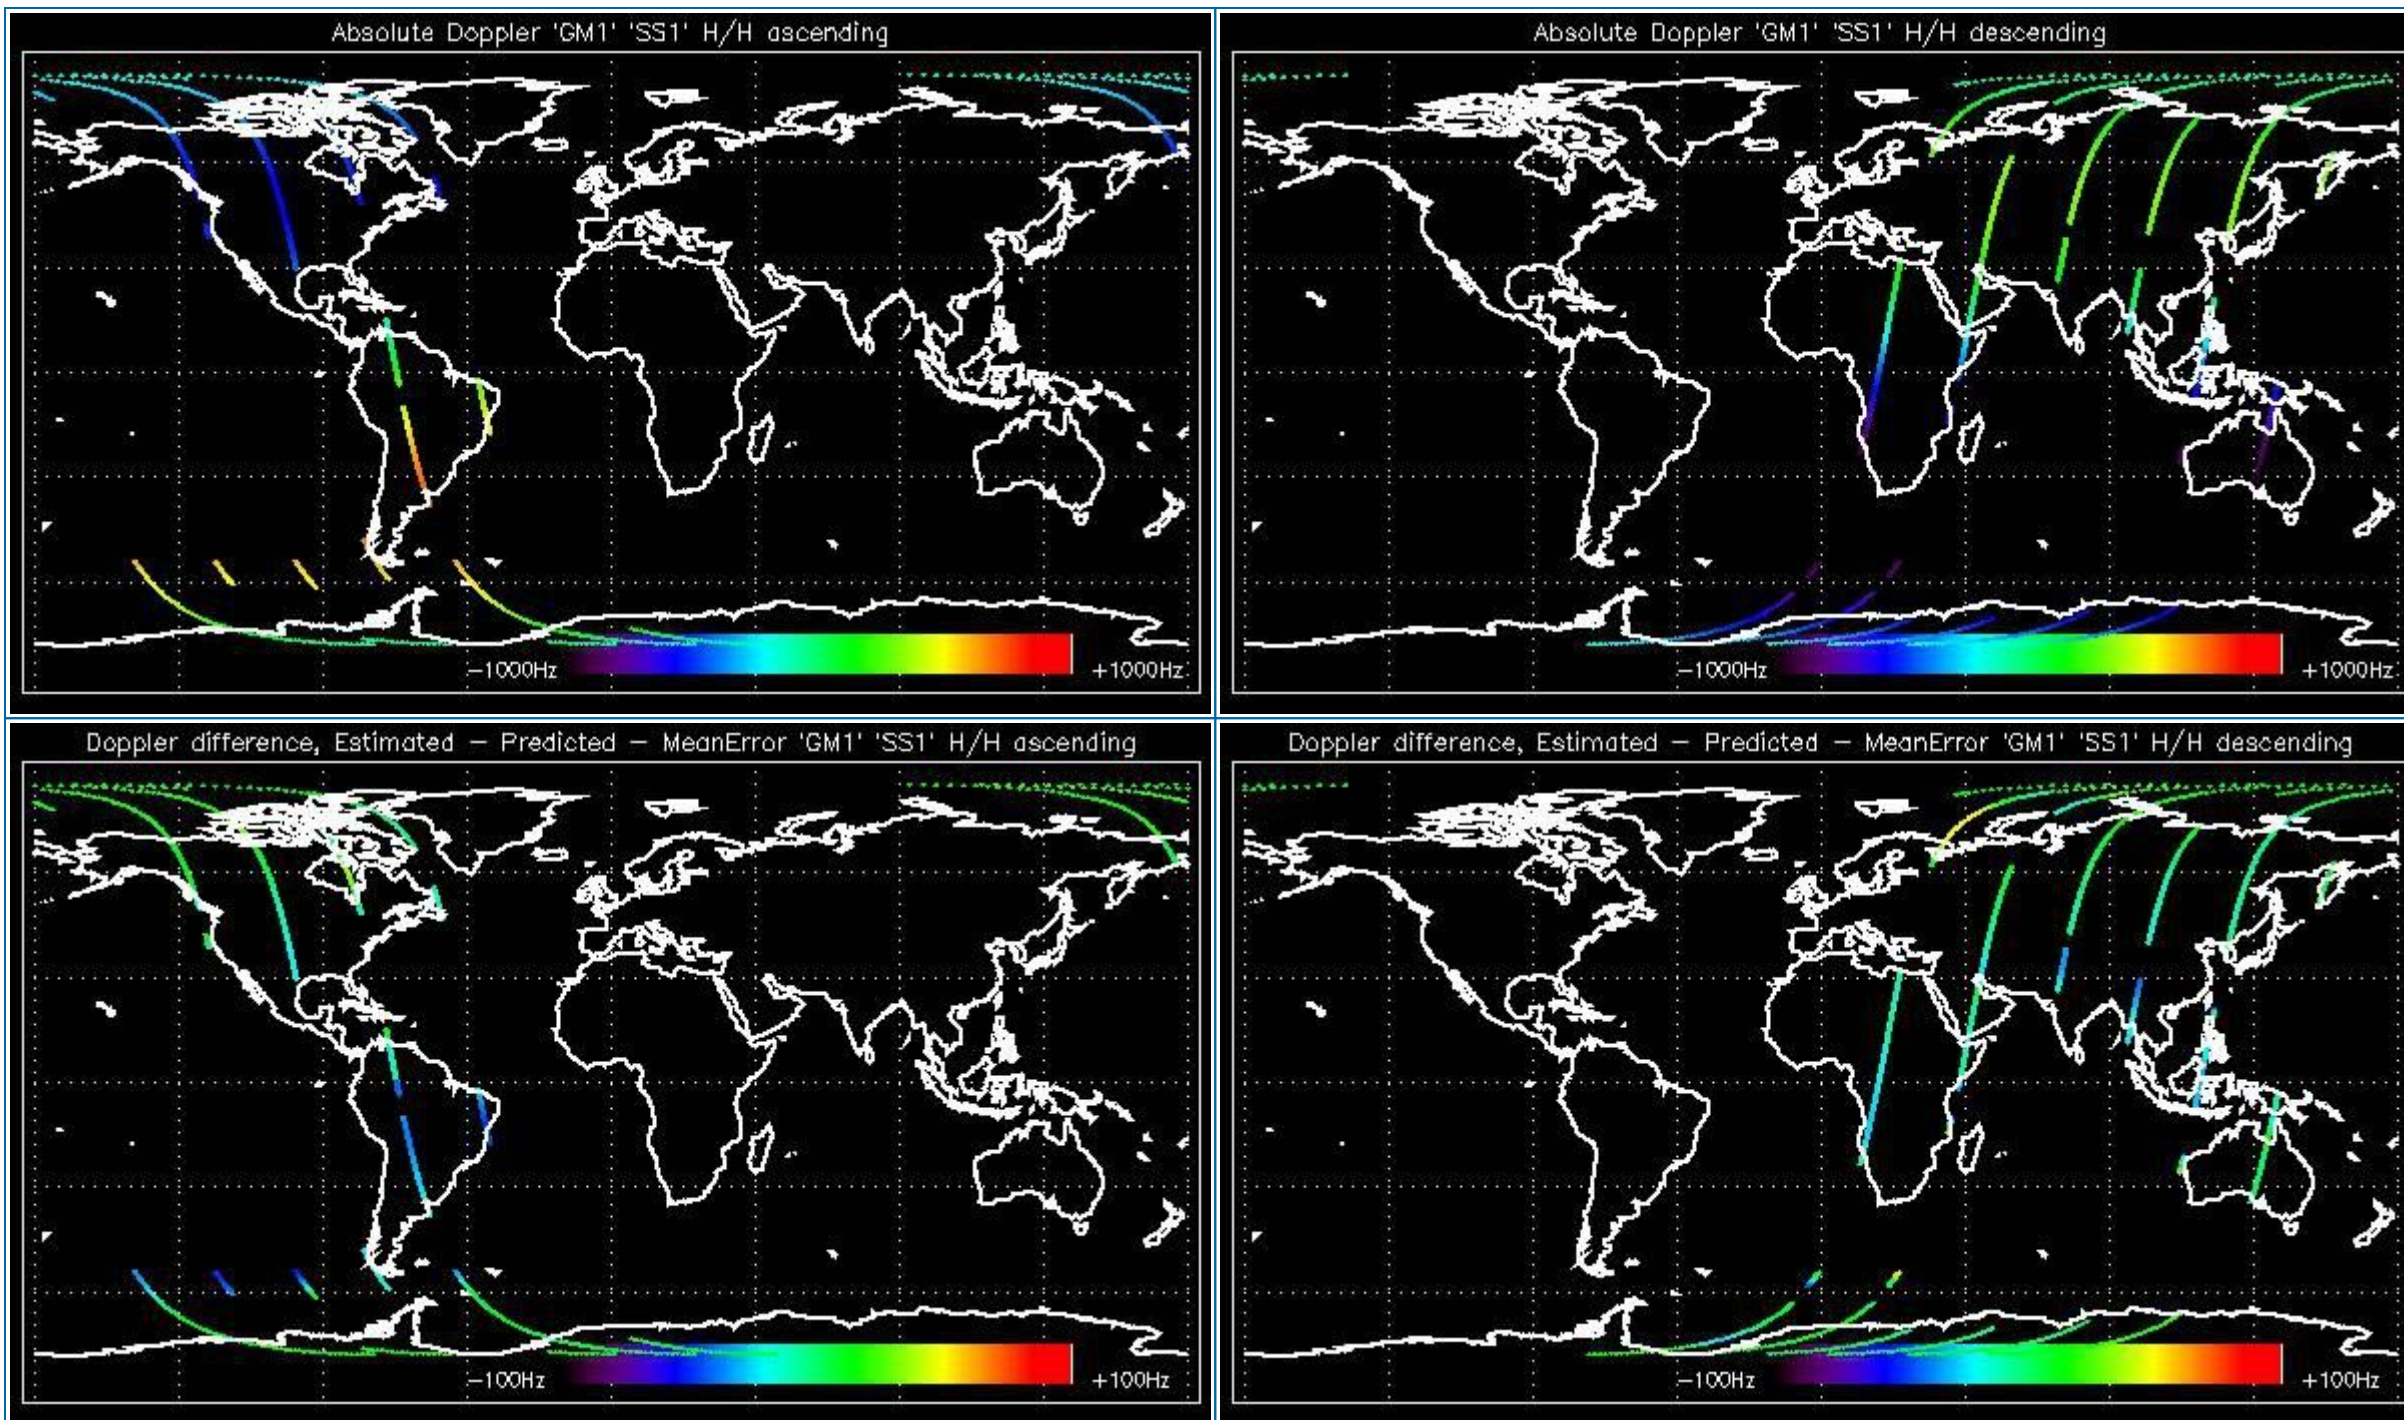 Absolute Doppler 'GM1' 'SS1' H/H ascending
-1000Hz
+1000Hz
Absolute Doppler 'GM1' 'SS1' H/H descending
-1000Hz
+1000Hz
Doppler difference, Estimated - Predicted - MeanError 'GM1' 'SS1' H/H ascending
-100Hz
+100Hz
Doppler difference, Estimated - Predicted - MeanError 'GM1' 'SS1' H/H descending
-100Hz
+100Hz